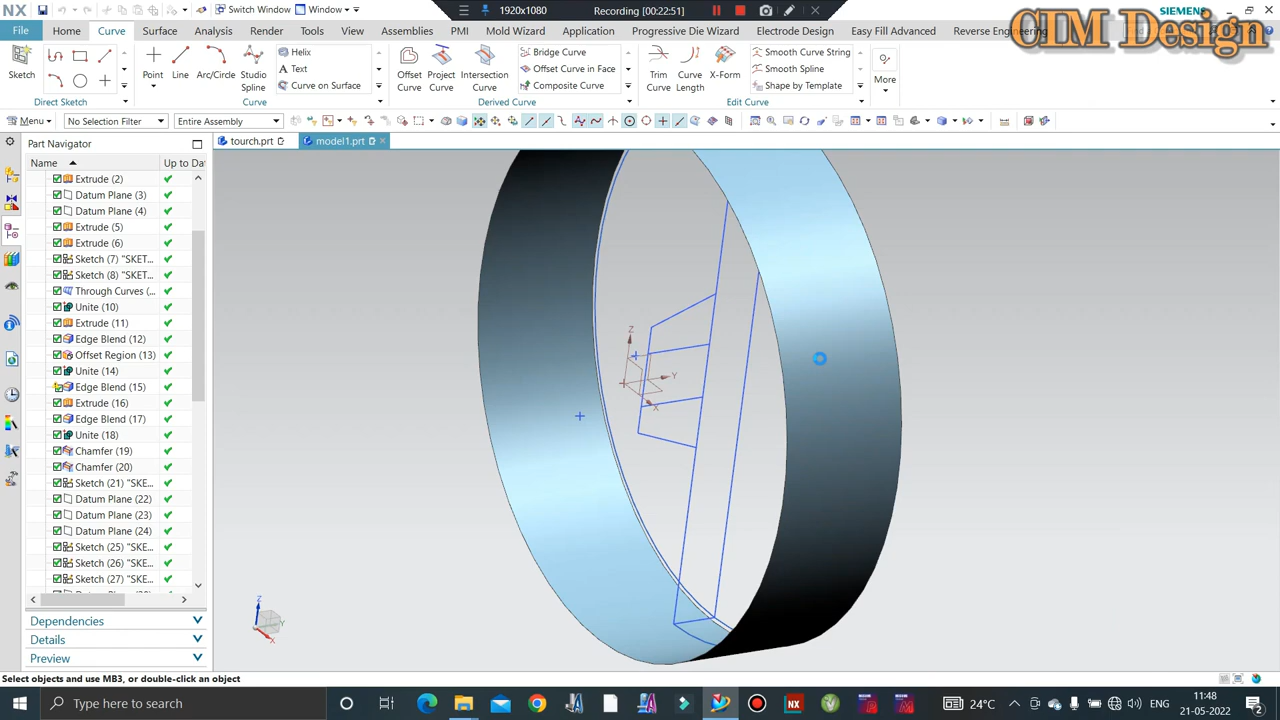 NX
Switch Window
Window
1920x1080
Recording [00:22:51]
SIEMENS
CIM Design
File
Home
Curve
Surface
Analysis
Render
Tools
View
Assemblies
PMI
Mold Wizard
Application
Progressive Die Wizard
Electrode Design
Easy Fill Advanced
Reverse Engineering
Sketch
Direct Sketch
Point
Line
Arc/Circle
Studio Spline
Helix
Text
Curve on Surface
Curve
Offset Curve
Project Curve
Intersection Curve
Bridge Curve
Offset Curve in Face
Composite Curve
Derived Curve
Trim Curve
Curve Length
X-Form
Smooth Curve String
Smooth Spline
Shape by Template
Edit Curve
More
Menu
No Selection Filter
Entire Assembly
Part Navigator
tourch.prt
model1.prt
Name
Up to Dat
Extrude (2)
Datum Plane (3)
Datum Plane (4)
Extrude (5)
Extrude (6)
Sketch (7) "SKET...
Sketch (8) "SKET...
Through Curves (...
Unite (10)
Extrude (11)
Edge Blend (12)
Offset Region (13)
Unite (14)
Edge Blend (15)
Extrude (16)
Edge Blend (17)
Unite (18)
Chamfer (19)
Chamfer (20)
Sketch (21) "SKE...
Datum Plane (22)
Datum Plane (23)
Datum Plane (24)
Sketch (25) "SKE...
Sketch (26) "SKE...
Sketch (27) "SKE...
Z
Y
X
Z
Y
X
Dependencies
Details
Preview
Select objects and use MB3, or double-click an object
Type here to search
NX
24°C
ENG
11:48
21-05-2022
2